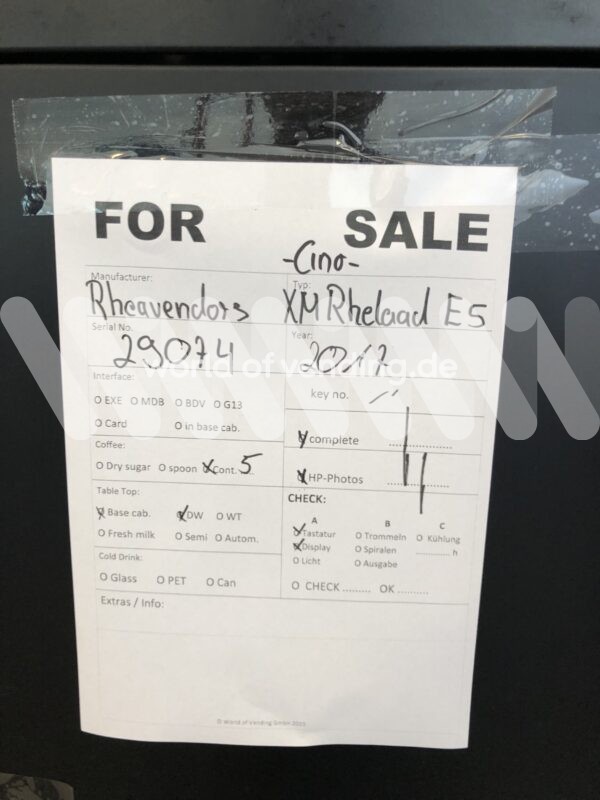 FOR SALE
-Cino-
Manufacturer: Typ:
Rheavendors XM Rhelaad E5
Serial No. Year:
29074 2012
world of vending.de
Interface: key no.
O EXE O MDB O BDV O G13
O Card O in base cab.
O complete ....................
Coffee:
O Dry sugar O spoon O Cont. 5
O HP-Photos ....................
Table Top:
O Base cab. O DW O WT
O Fresh milk O Semi O Autom.
CHECK:
A B C
O Tastatur O Trommeln O Kühlung
O Display O Spiralen ............. h
O Licht O Ausgabe
Cold Drink:
O Glass O PET O Can
O CHECK ......... OK ..........
Extras / Info:
© World of Vending GmbH